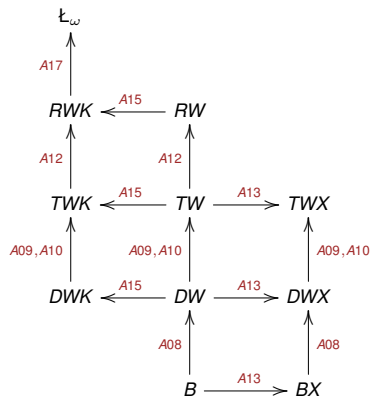 Ł_ω
A17
A15
RWK RW
A12 A12
A15 A13
TWK TW TWX
A09, A10 A09, A10 A09, A10
A15 A13
DWK DW DWX
A08 A08
B A13 BX